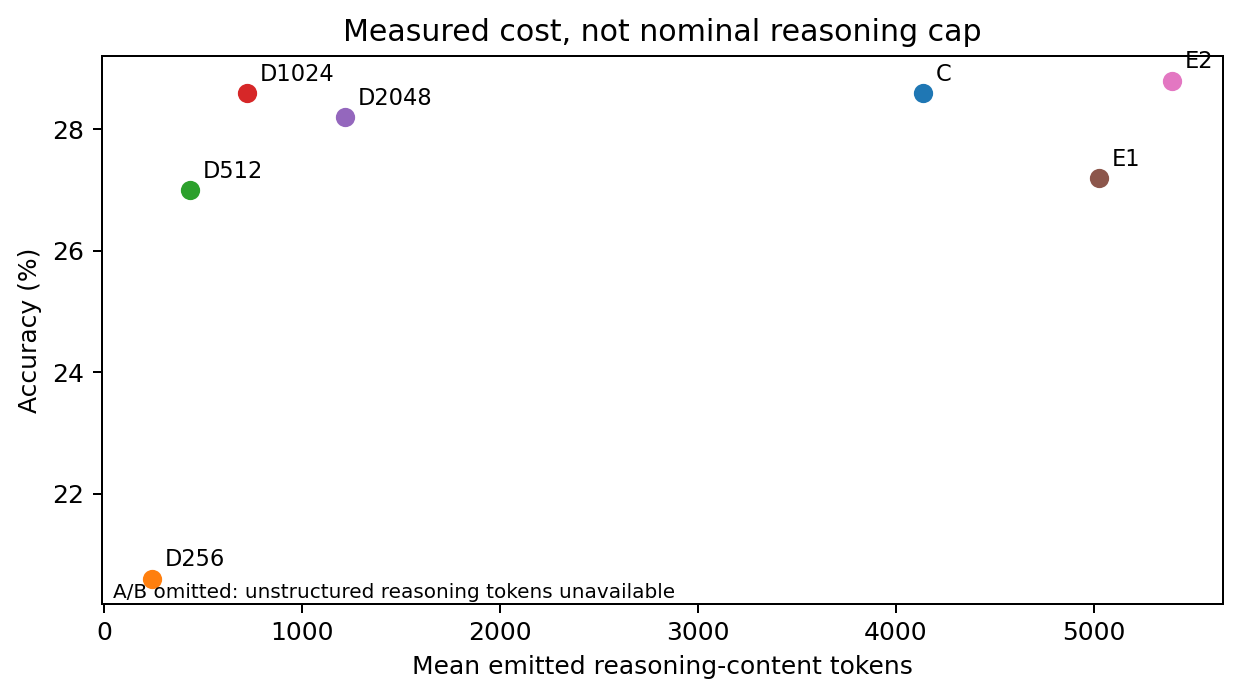 Measured cost, not nominal reasoning cap
E2
D1024
C
D2048
28
E1
D512
26
Accuracy (%)
24
22
D256
A/B omitted: unstructured reasoning tokens unavailable
0 1000 2000 3000 4000 5000
Mean emitted reasoning-content tokens